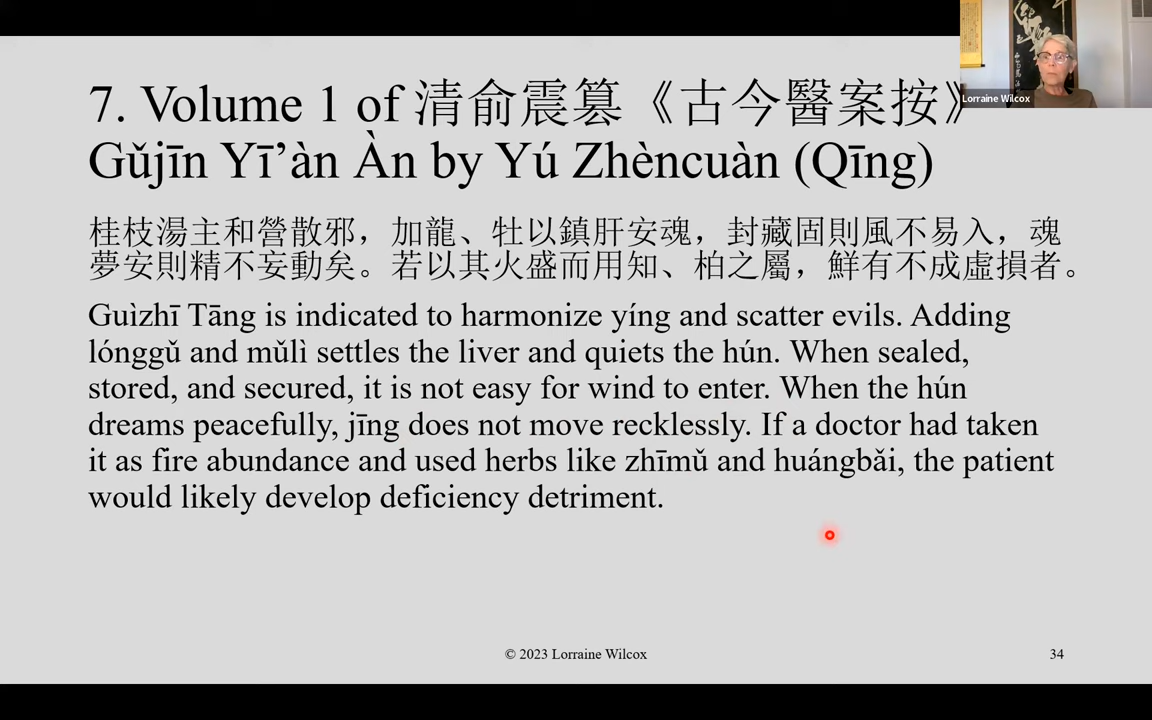 7. Volume 1 of 清俞震篡《古今醫案按》
Gǔjīn Yī’àn Àn by Yú Zhèncuàn (Qīng)
Lorraine Wilcox
桂枝湯主和營散邪，加龍、牡以鎮肝安魂，封藏固則風不易入，魂
夢安則精不妄動矣。若以其火盛而用知、柏之屬，鮮有不成虛損者。
Guìzhī Tāng is indicated to harmonize yíng and scatter evils. Adding
lónggǔ and mǔlì settles the liver and quiets the hún. When sealed,
stored, and secured, it is not easy for wind to enter. When the hún
dreams peacefully, jīng does not move recklessly. If a doctor had taken
it as fire abundance and used herbs like zhīmǔ and huángbǎi, the patient
would likely develop deficiency detriment.
© 2023 Lorraine Wilcox
34